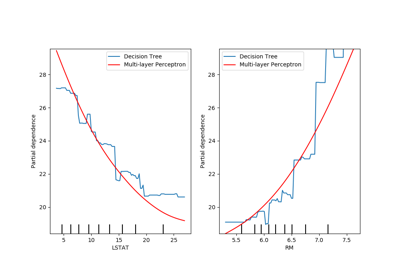 Decision Tree
Multi-layer Perceptron
28
26
24
22
20
Partial dependence
5
10
15
20
25
LSTAT
Decision Tree
Multi-layer Perceptron
28
26
24
22
20
Partial dependence
5.5
6.0
6.5
7.0
7.5
RM